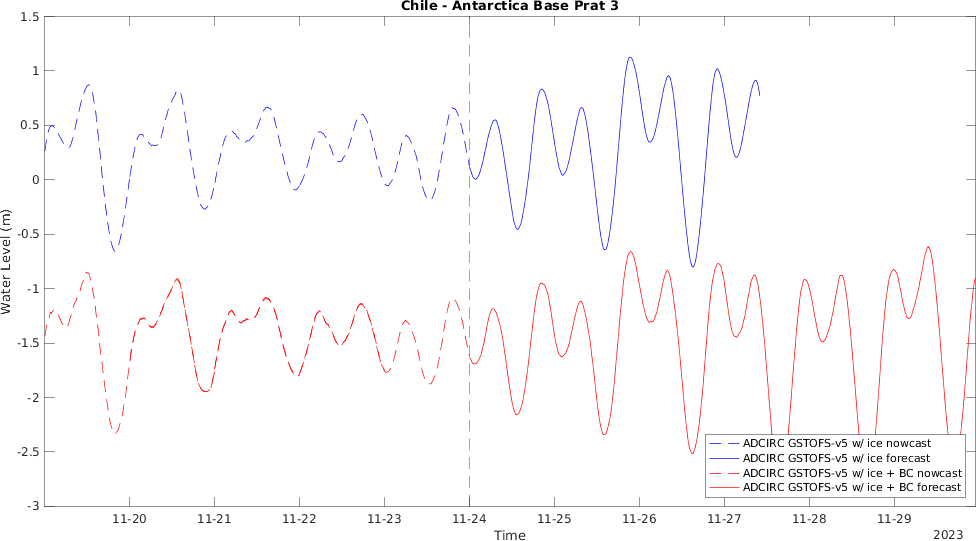 Chile - Antarctica Base Prat 3
1.5
1
0.5
0
-0.5
-1
-1.5
-2
-2.5
-3
Water Level (m)
ADCIRC GSTOFS-v5 w/ ice nowcast
ADCIRC GSTOFS-v5 w/ ice forecast
ADCIRC GSTOFS-v5 w/ ice + BC nowcast
ADCIRC GSTOFS-v5 w/ ice + BC forecast
11-20 11-21 11-22 11-23 11-24 11-25 11-26 11-27 11-28 11-29
Time
2023